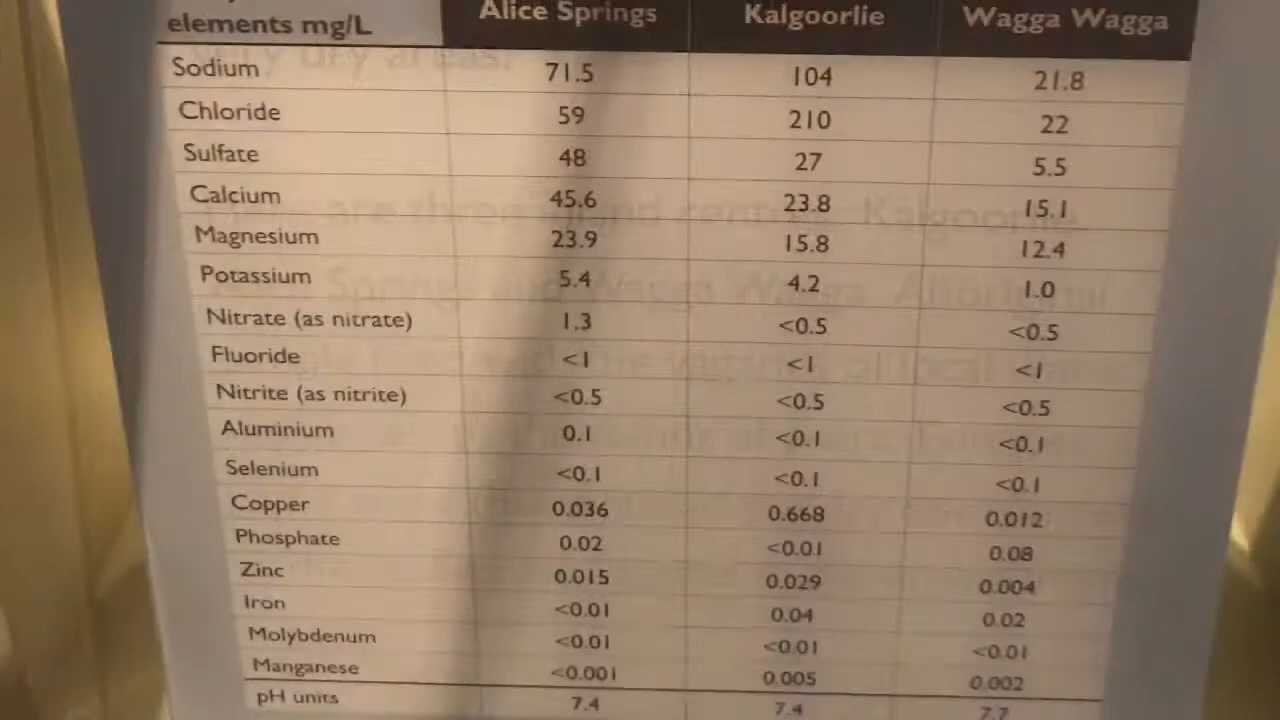 elements mg/L Alice Springs Kalgoorlie Wagga Wagga
Sodium 71.5 104 21.8
Chloride 59 210 22
Sulfate 48 27 5.5
Calcium 45.6 23.8 15.1
Magnesium 23.9 15.8 12.4
Potassium 5.4 4.2 1.0
Nitrate (as nitrate) 1.3 <0.5 <0.5
Fluoride <1 <1 <1
Nitrite (as nitrite) <0.5 <0.5 <0.5
Aluminium 0.1 <0.1 <0.1
Selenium <0.1 <0.1 <0.1
Copper 0.036 0.668 0.012
Phosphate 0.02 <0.01 0.08
Zinc 0.015 0.029 0.004
Iron <0.01 0.04 0.02
Molybdenum <0.01 <0.01 <0.01
Manganese <0.001 0.005 0.002
pH units 7.4 7.4 7.7